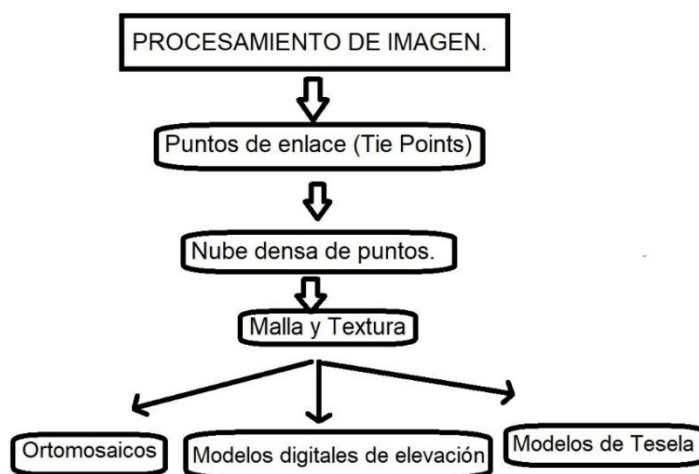 PROCESAMIENTO DE IMAGEN.
Puntos de enlace (Tie Points)
Nube densa de puntos.
Malla y Textura
Ortomosaicos
Modelos digitales de elevación
Modelos de Tesela